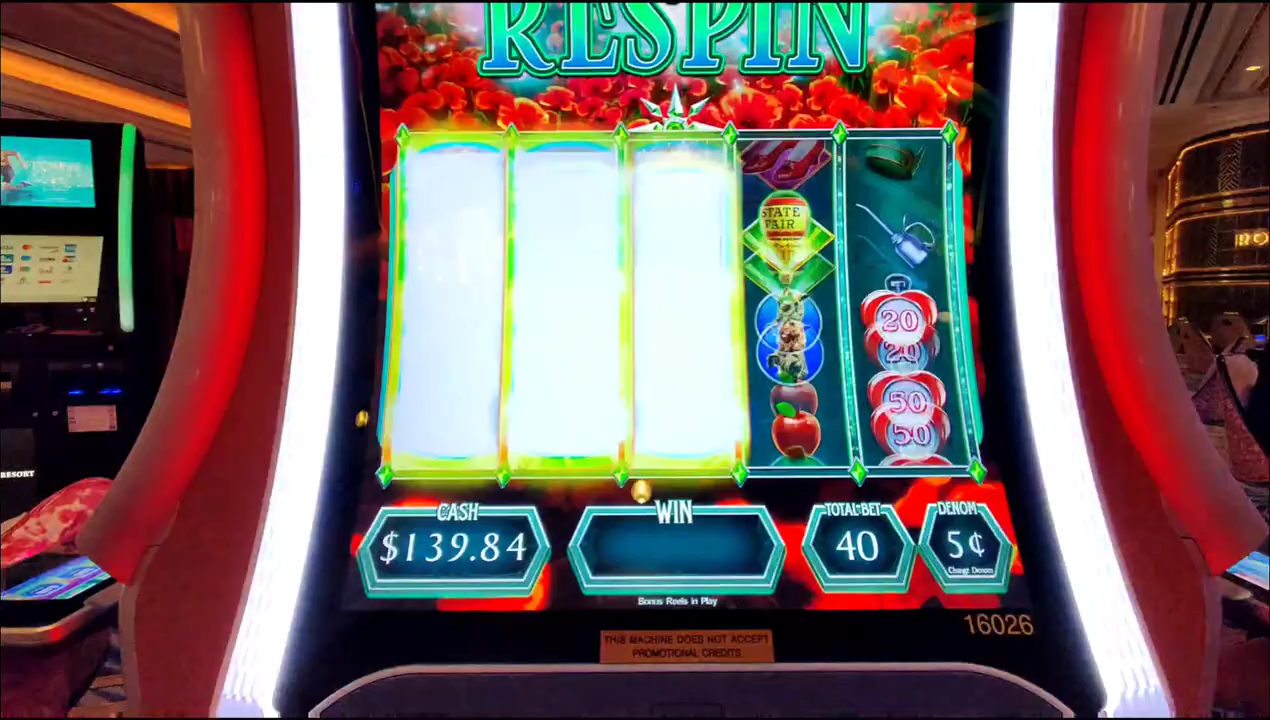 RESPIN
STATE
FAIR
20
20
50
50
CASH
$139.84
WIN
TOTAL BET
40
DENOM
5¢
Change Denom
Bonus Reels in Play
16026
THIS MACHINE DOES NOT ACCEPT
PROMOTIONAL CREDITS
RESORT
RO